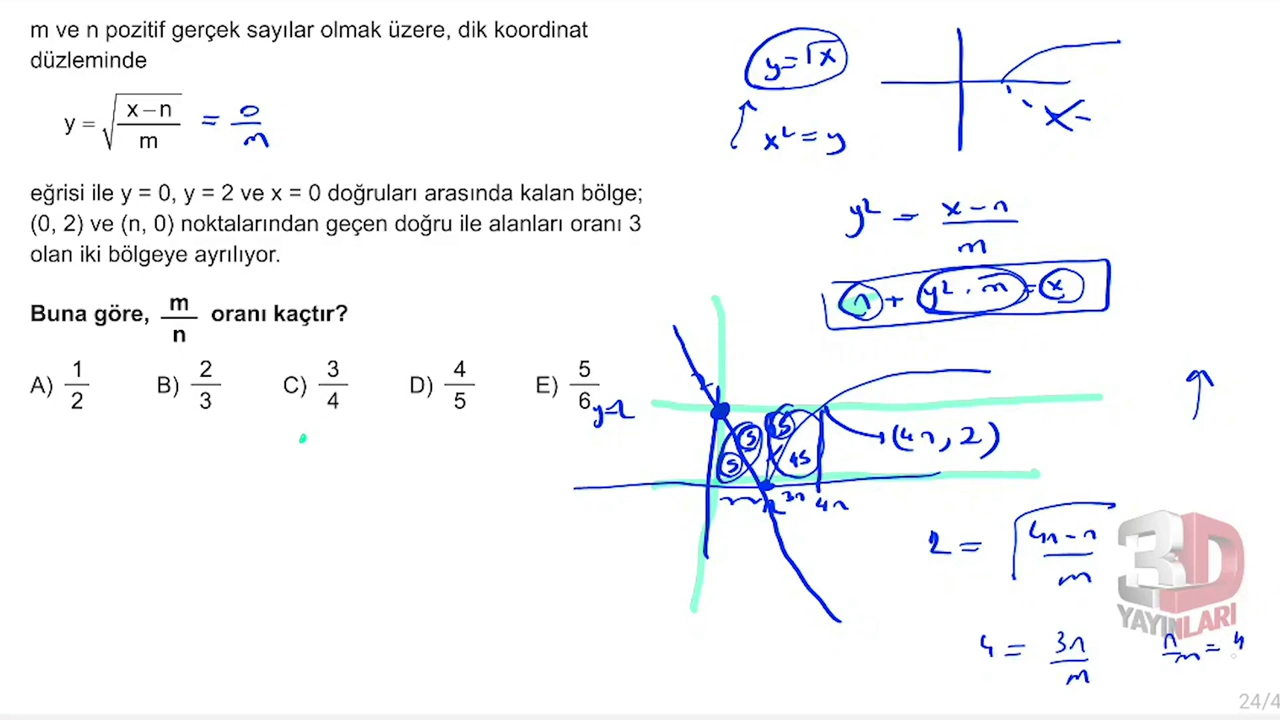 m ve n pozitif gerçek sayılar olmak üzere, dik koordinat
düzleminde
y = √((x – n)/m) = 0/m
eğrisi ile y = 0, y = 2 ve x = 0 doğruları arasında kalan bölge;
(0, 2) ve (n, 0) noktalarından geçen doğru ile alanları oranı 3
olan iki bölgeye ayrılıyor.
Buna göre, m/n oranı kaçtır?
A) 1/2 B) 2/3 C) 3/4 D) 4/5 E) 5/6
y = √x
x² = y
y² = (x – n)/m
n + y² · m = x
y=2
2
S S S 4S
(4n, 2)
n 3n 4n
2 = √((4n – n)/m)
4 = 3n/m
n/m = 4
3D
YAYINLARI
24/4